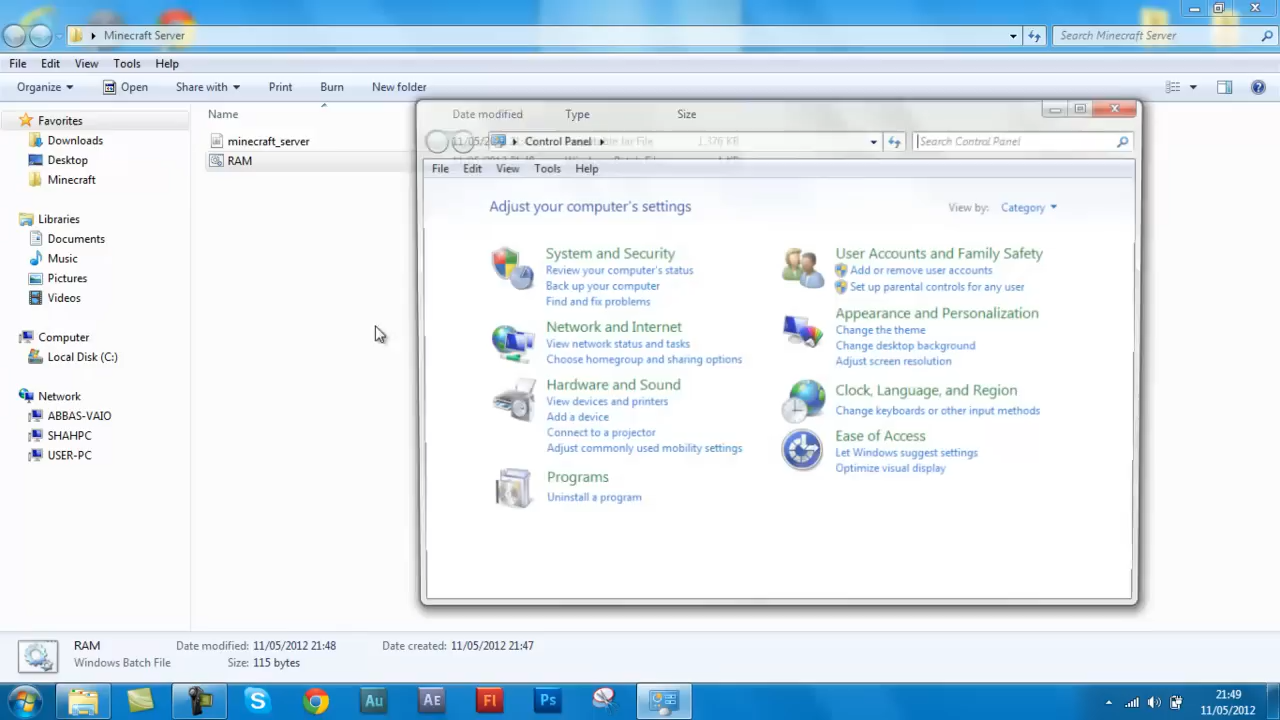 Minecraft Server
Search Minecraft Server
File Edit View Tools Help
Organize Open Share with Print Burn New folder
Name Date modified Type Size
Favorites
Downloads
Desktop
Minecraft
Libraries
Documents
Music
Pictures
Videos
Computer
Local Disk (C:)
Network
ABBAS-VAIO
SHAHPC
USER-PC
minecraft_server
RAM
Control Panel
Search Control Panel
File Edit View Tools Help
Adjust your computer's settings
View by: Category
System and Security
Review your computer's status
Back up your computer
Find and fix problems
Network and Internet
View network status and tasks
Choose homegroup and sharing options
Hardware and Sound
View devices and printers
Add a device
Connect to a projector
Adjust commonly used mobility settings
Programs
Uninstall a program
User Accounts and Family Safety
Add or remove user accounts
Set up parental controls for any user
Appearance and Personalization
Change the theme
Change desktop background
Adjust screen resolution
Clock, Language, and Region
Change keyboards or other input methods
Ease of Access
Let Windows suggest settings
Optimize visual display
RAM Date modified: 11/05/2012 21:48 Date created: 11/05/2012 21:47
Windows Batch File Size: 115 bytes
S Au AE Fl Ps
21:49
11/05/2012